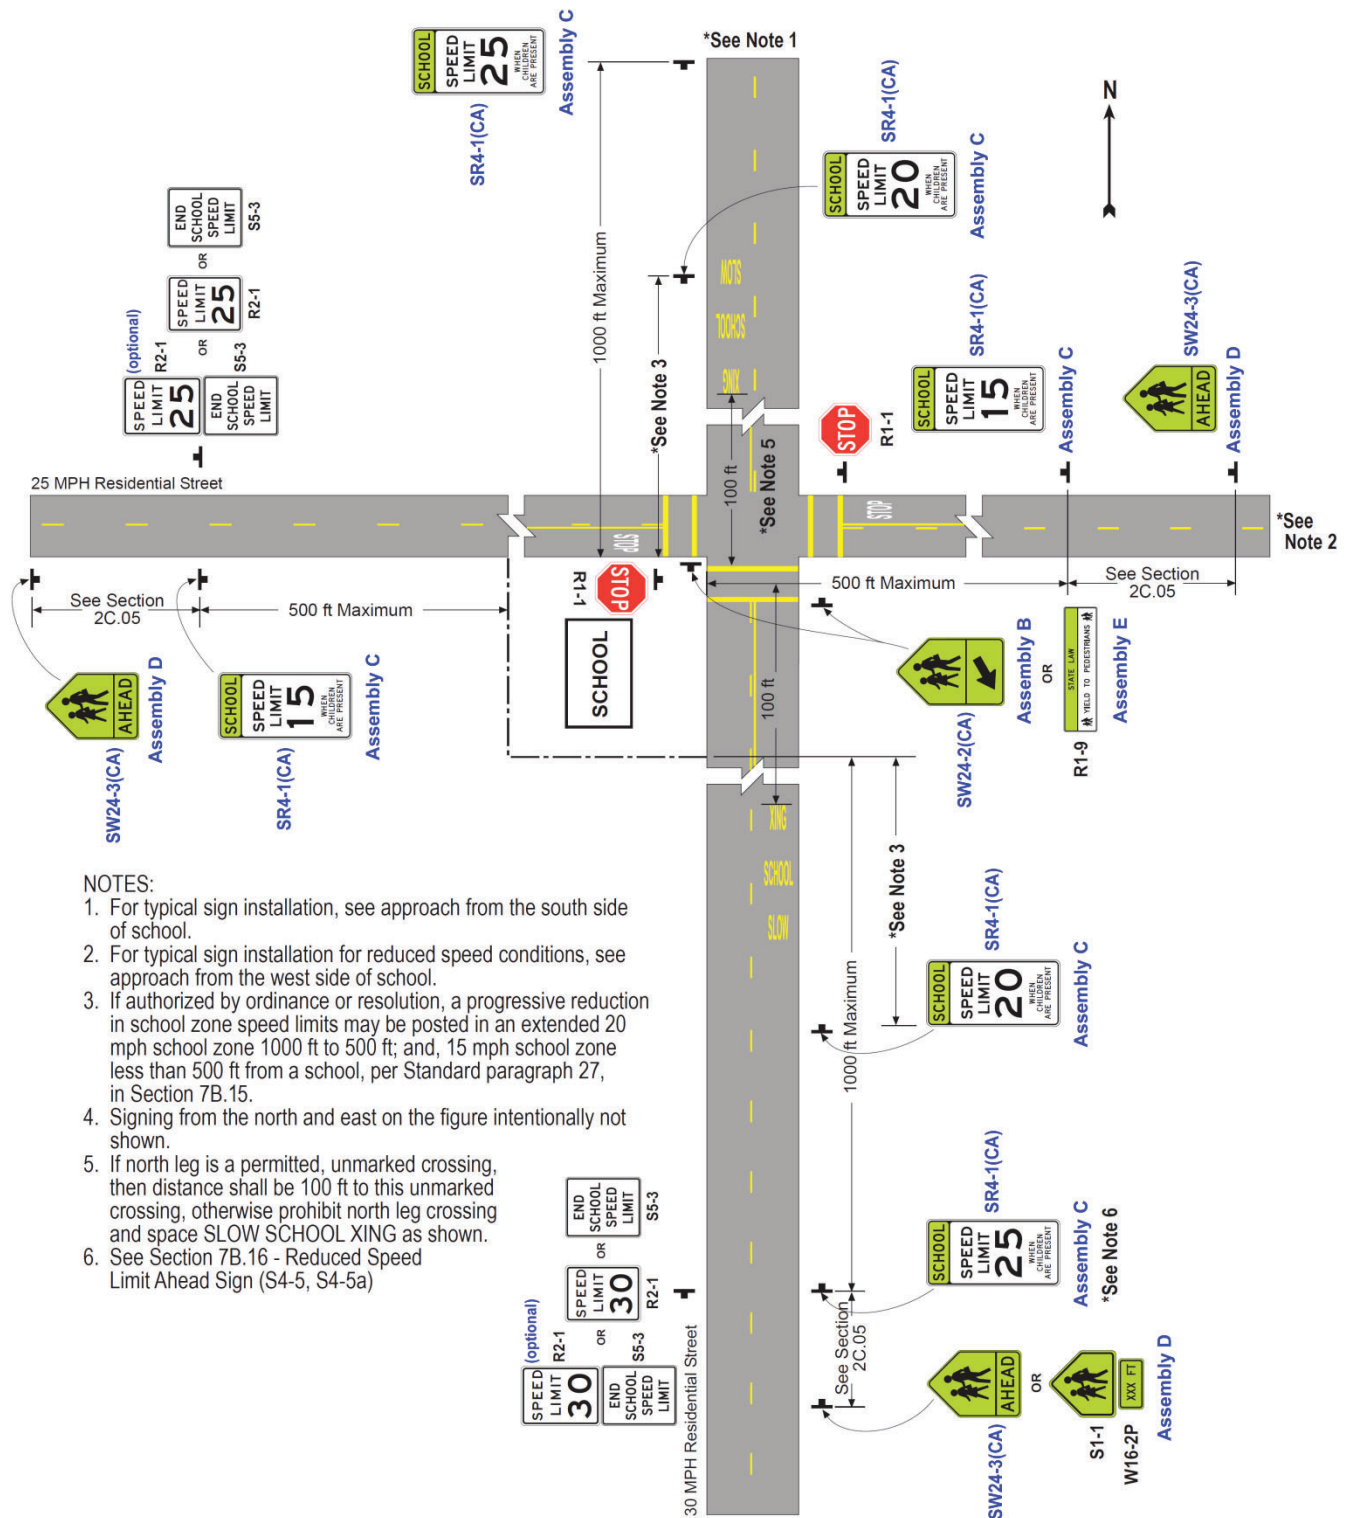 SCHOOL
SPEED
LIMIT
25
WHEN
CHILDREN
ARE PRESENT
SR4-1(CA)
Assembly C
*See Note 1
N
1000 ft Maximum
SCHOOL
SPEED
LIMIT
20
WHEN
CHILDREN
ARE PRESENT
SR4-1(CA)
Assembly C
END
SCHOOL
SPEED
LIMIT
S5-3
OR
SPEED
LIMIT
25
R2-1
OR
(optional)
R2-1
SPEED
LIMIT
25
END
SCHOOL
SPEED
LIMIT
S5-3
*See Note 3
SLOW
SCHOOL
XING
100 ft
*See Note 5
STOP
R1-1
SCHOOL
SPEED
LIMIT
15
WHEN
CHILDREN
ARE PRESENT
SR4-1(CA)
Assembly C
AHEAD
SW24-3(CA)
Assembly D
25 MPH Residential Street
STOP
STOP
*See
Note 2
See Section
2C.05
500 ft Maximum
STOP
R1-1
SCHOOL
500 ft Maximum
See Section
2C.05
AHEAD
SW24-3(CA)
Assembly D
SCHOOL
SPEED
LIMIT
15
WHEN
CHILDREN
ARE PRESENT
SR4-1(CA)
Assembly C
100 ft
SW24-2(CA)
Assembly B
OR
STATE LAW
YIELD TO PEDESTRIANS
R1-9
Assembly E
XING
SCHOOL
SLOW
*See Note 3
1000 ft Maximum
SCHOOL
SPEED
LIMIT
20
WHEN
CHILDREN
ARE PRESENT
SR4-1(CA)
Assembly C
NOTES:
1. For typical sign installation, see approach from the south side
of school.
2. For typical sign installation for reduced speed conditions, see
approach from the west side of school.
3. If authorized by ordinance or resolution, a progressive reduction
in school zone speed limits may be posted in an extended 20
mph school zone 1000 ft to 500 ft; and, 15 mph school zone
less than 500 ft from a school, per Standard paragraph 27,
in Section 7B.15.
4. Signing from the north and east on the figure intentionally not
shown.
5. If north leg is a permitted, unmarked crossing,
then distance shall be 100 ft to this unmarked
crossing, otherwise prohibit north leg crossing
and space SLOW SCHOOL XING as shown.
6. See Section 7B.16 - Reduced Speed
Limit Ahead Sign (S4-5, S4-5a)
END
SCHOOL
SPEED
LIMIT
S5-3
OR
SPEED
LIMIT
30
R2-1
OR
(optional)
R2-1
SPEED
LIMIT
30
END
SCHOOL
SPEED
LIMIT
S5-3
30 MPH Residential Street
See Section
2C.05
SCHOOL
SPEED
LIMIT
25
WHEN
CHILDREN
ARE PRESENT
SR4-1(CA)
Assembly C
*See Note 6
AHEAD
SW24-3(CA)
OR
S1-1
XXX FT
W16-2P
Assembly D